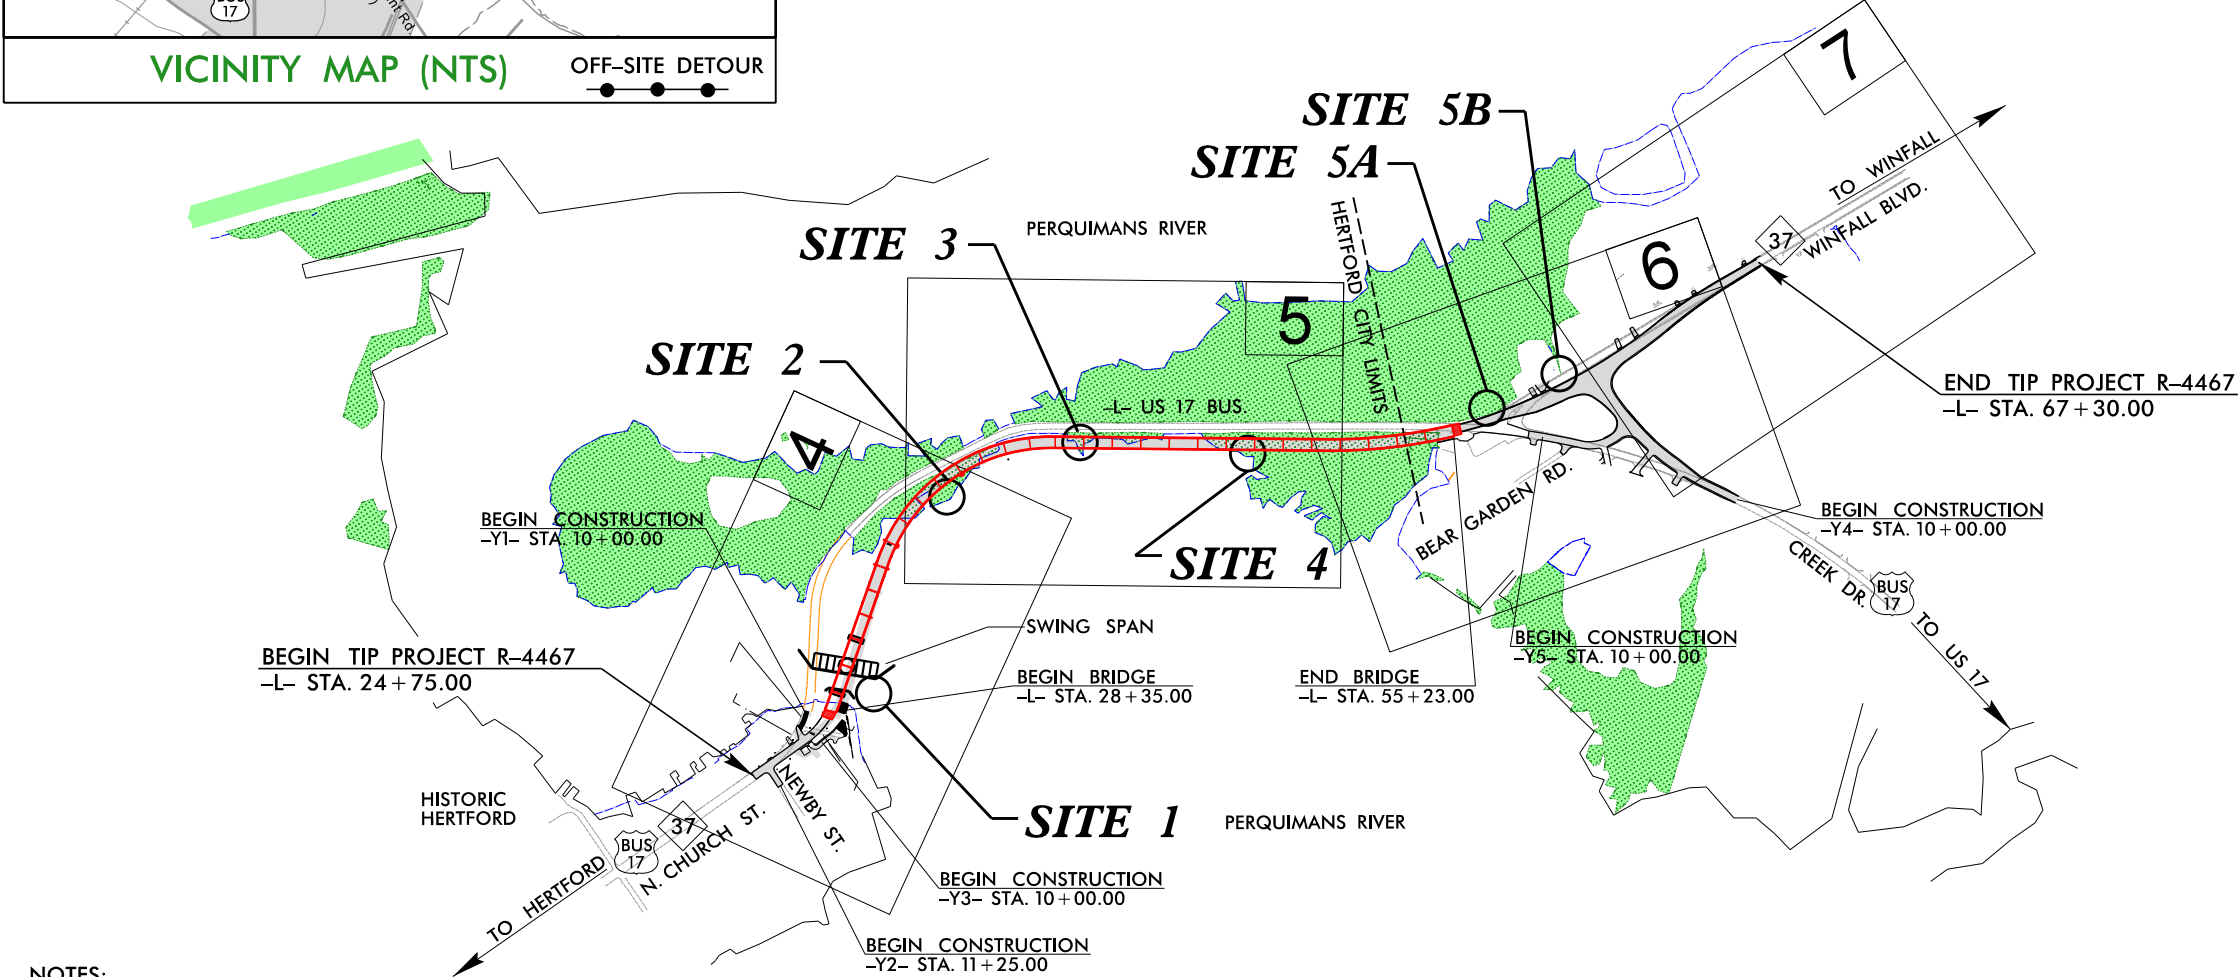 BUS
17
nt Rd.
VICINITY MAP (NTS)
OFF-SITE DETOUR
7
SITE 5B
SITE 5A
TO WINFALL
WINFALL BLVD.
37
6
HERTFORD CITY LIMITS
PERQUIMANS RIVER
SITE 3
5
SITE 2
-L- US 17 BUS.
4
END TIP PROJECT R-4467
-L- STA. 67+30.00
BEGIN CONSTRUCTION
-Y1- STA. 10+00.00
BEAR GARDEN RD.
BEGIN CONSTRUCTION
-Y4- STA. 10+00.00
SITE 4
CREEK DR.
BUS
17
TO US 17
SWING SPAN
BEGIN CONSTRUCTION
-Y5- STA. 10+00.00
BEGIN TIP PROJECT R-4467
-L- STA. 24+75.00
BEGIN BRIDGE
-L- STA. 28+35.00
END BRIDGE
-L- STA. 55+23.00
HISTORIC
HERTFORD
NEWBY ST.
SITE 1
PERQUIMANS RIVER
37
BUS
17
N. CHURCH ST.
TO HERTFORD
BEGIN CONSTRUCTION
-Y3- STA. 10+00.00
BEGIN CONSTRUCTION
-Y2- STA. 11+25.00
NOTES: